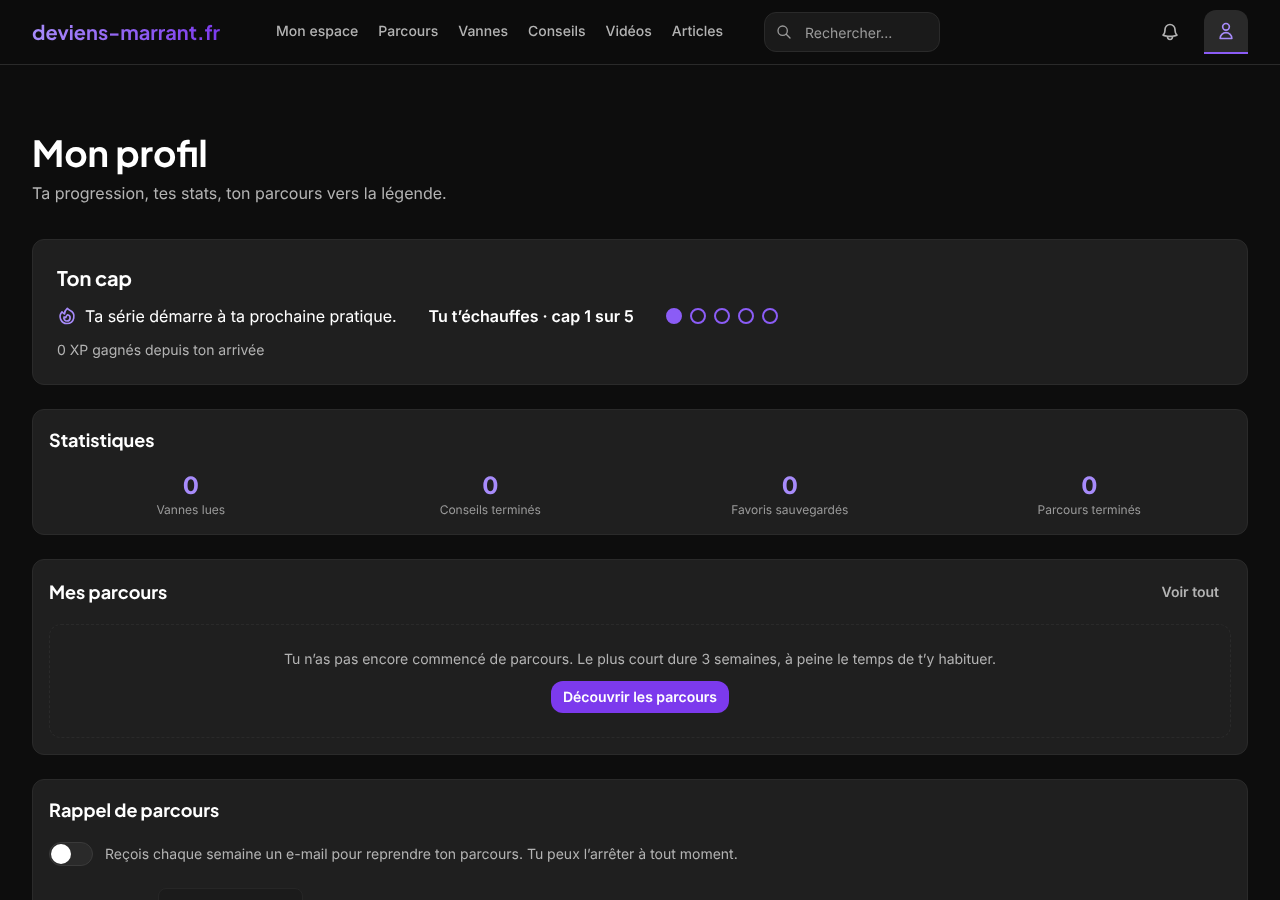 deviens-marrant.fr
Mon espace
Parcours
Vannes
Conseils
Vidéos
Articles
Rechercher...
Mon profil
Ta progression, tes stats, ton parcours vers la légende.
Ton cap
Ta série démarre à ta prochaine pratique.
Tu t’échauffes · cap 1 sur 5
0 XP gagnés depuis ton arrivée
Statistiques
0
Vannes lues
0
Conseils terminés
0
Favoris sauvegardés
0
Parcours terminés
Mes parcours
Voir tout
Tu n’as pas encore commencé de parcours. Le plus court dure 3 semaines, à peine le temps de t’y habituer.
Découvrir les parcours
Rappel de parcours
Reçois chaque semaine un e-mail pour reprendre ton parcours. Tu peux l’arrêter à tout moment.